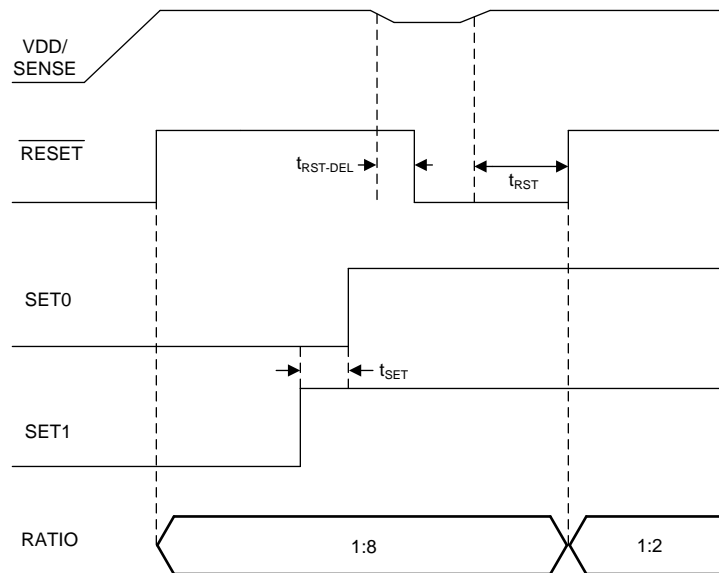 VDD/
SENSE
RESET
tRST-DEL
tRST
SET0
tSET
SET1
RATIO
1:8
1:2